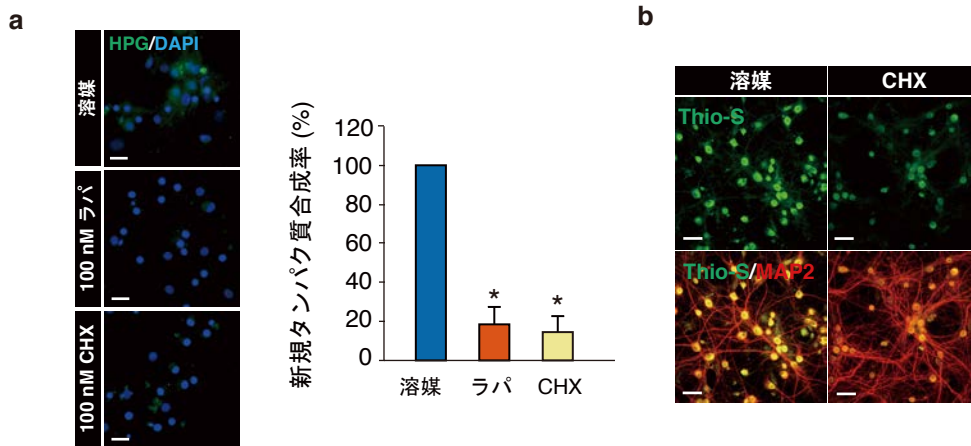 a
溶媒
HPG/DAPI
100 nM ラパ
100 nM CHX
新規タンパク質合成率 (%)
120
100
80
60
40
20
0
*
*
溶媒
ラパ
CHX
b
溶媒
CHX
Thio-S
Thio-S/MAP2